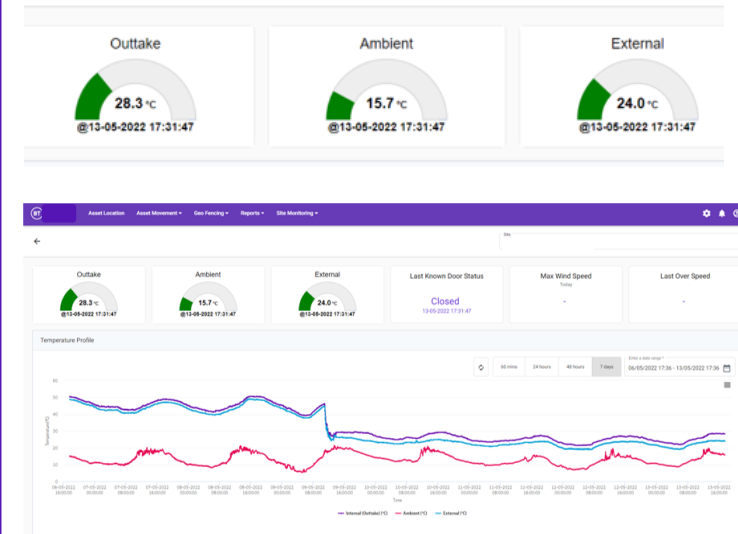 Outtake Ambient External
28.3 °C 15.7 °C 24.0 °C
@13-05-2022 17:31:47 @13-05-2022 17:31:47 @13-05-2022 17:31:47
BT Asset Location Asset Movement Geo Fencing Reports Site Monitoring
Site
Outtake Ambient External Last Known Door Status Max Wind Speed Last Over Speed
Today
28.3 °C 15.7 °C 24.0 °C Closed - -
@13-05-2022 17:31:47 @13-05-2022 17:31:47 @13-05-2022 17:31:47 13-05-2022 17:31:47
Temperature Profile
Enter a date range *
60 mins 24 hours 48 hours 7 days 06/05/2022 17:36 - 13/05/2022 17:36
60
50
40
30
20
10
0
Temperature(°C)
Time
Internal (Outtake) (°C) Ambient (°C) External (°C)